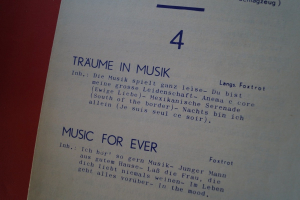 Schlagzeug )
4
TRÄUME IN MUSIK
Langs. Foxtrot
Inh.: Die Musik spielt ganz leise- Du bist
meine grosse Leidenschaft- Anema e core
(Ewige Liebe)- Mexikanische Serenade
(South of the border)- Nachts bin ich
allein (Je suis seul ce soir).
MUSIC FOR EVER
Foxtrot
Inh.: Ich hör' so gern Musik- Junger Mann
aus gutem Hause- Laß die Frau, die
dich liebt niemals weinen- Im Leben
geht alles vorüber- In the mood.